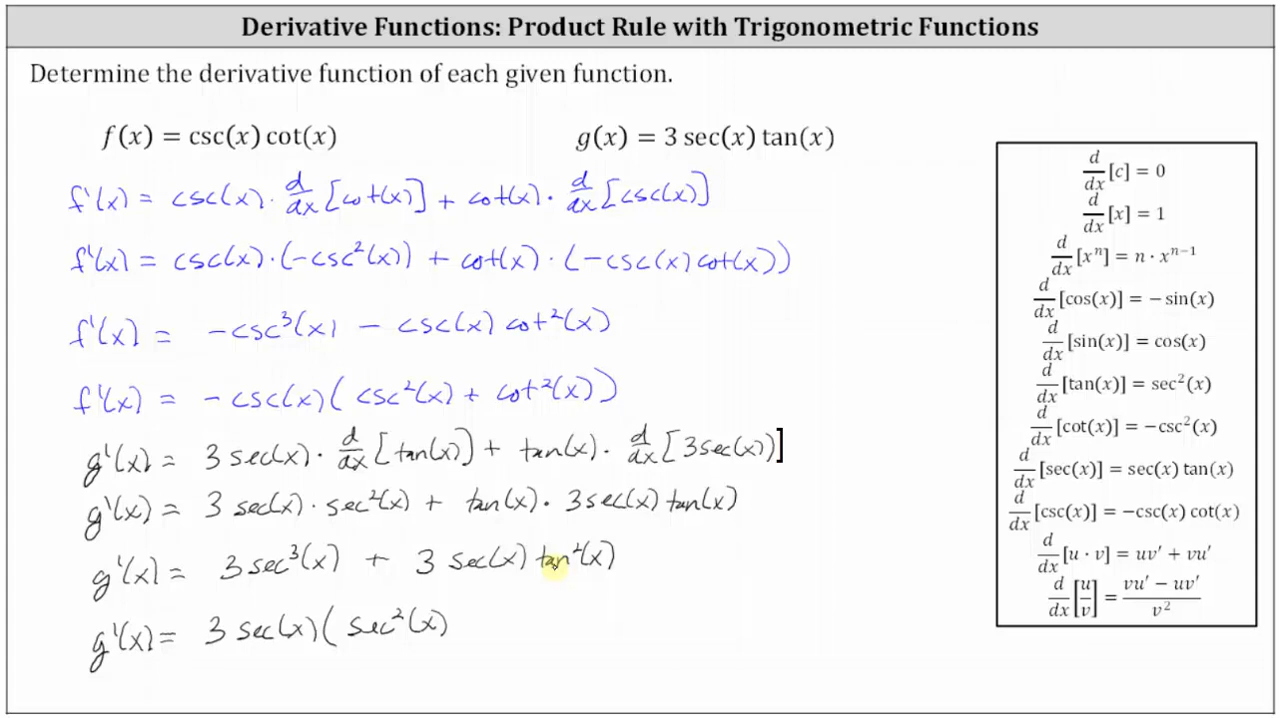 Derivative Functions: Product Rule with Trigonometric Functions
Determine the derivative function of each given function.
f(x) = csc(x) cot(x)
g(x) = 3 sec(x) tan(x)
f'(x) = csc(x) · d/dx [cot(x)] + cot(x) · d/dx [csc(x)]
f'(x) = csc(x) · (-csc²(x)) + cot(x) · (-csc(x) cot(x))
f'(x) = -csc³(x) - csc(x) cot²(x)
f'(x) = -csc(x) ( csc²(x) + cot²(x))
g'(x) = 3 sec(x) · d/dx [tan(x)] + tan(x) · d/dx [3sec(x)]
g'(x) = 3 sec(x) · sec²(x) + tan(x) · 3sec(x) tan(x)
g'(x) = 3 sec³(x) + 3 sec(x) tan²(x)
g'(x) = 3 sec(x) ( sec²(x)
d/dx [c] = 0
d/dx [x] = 1
d/dx [xⁿ] = n · xⁿ⁻¹
d/dx [cos(x)] = − sin(x)
d/dx [sin(x)] = cos(x)
d/dx [tan(x)] = sec²(x)
d/dx [cot(x)] = −csc²(x)
d/dx [sec(x)] = sec(x) tan(x)
d/dx [csc(x)] = −csc(x) cot(x)
d/dx [u · v] = uv' + vu'
d/dx [u/v] = (vu' − uv')/v²